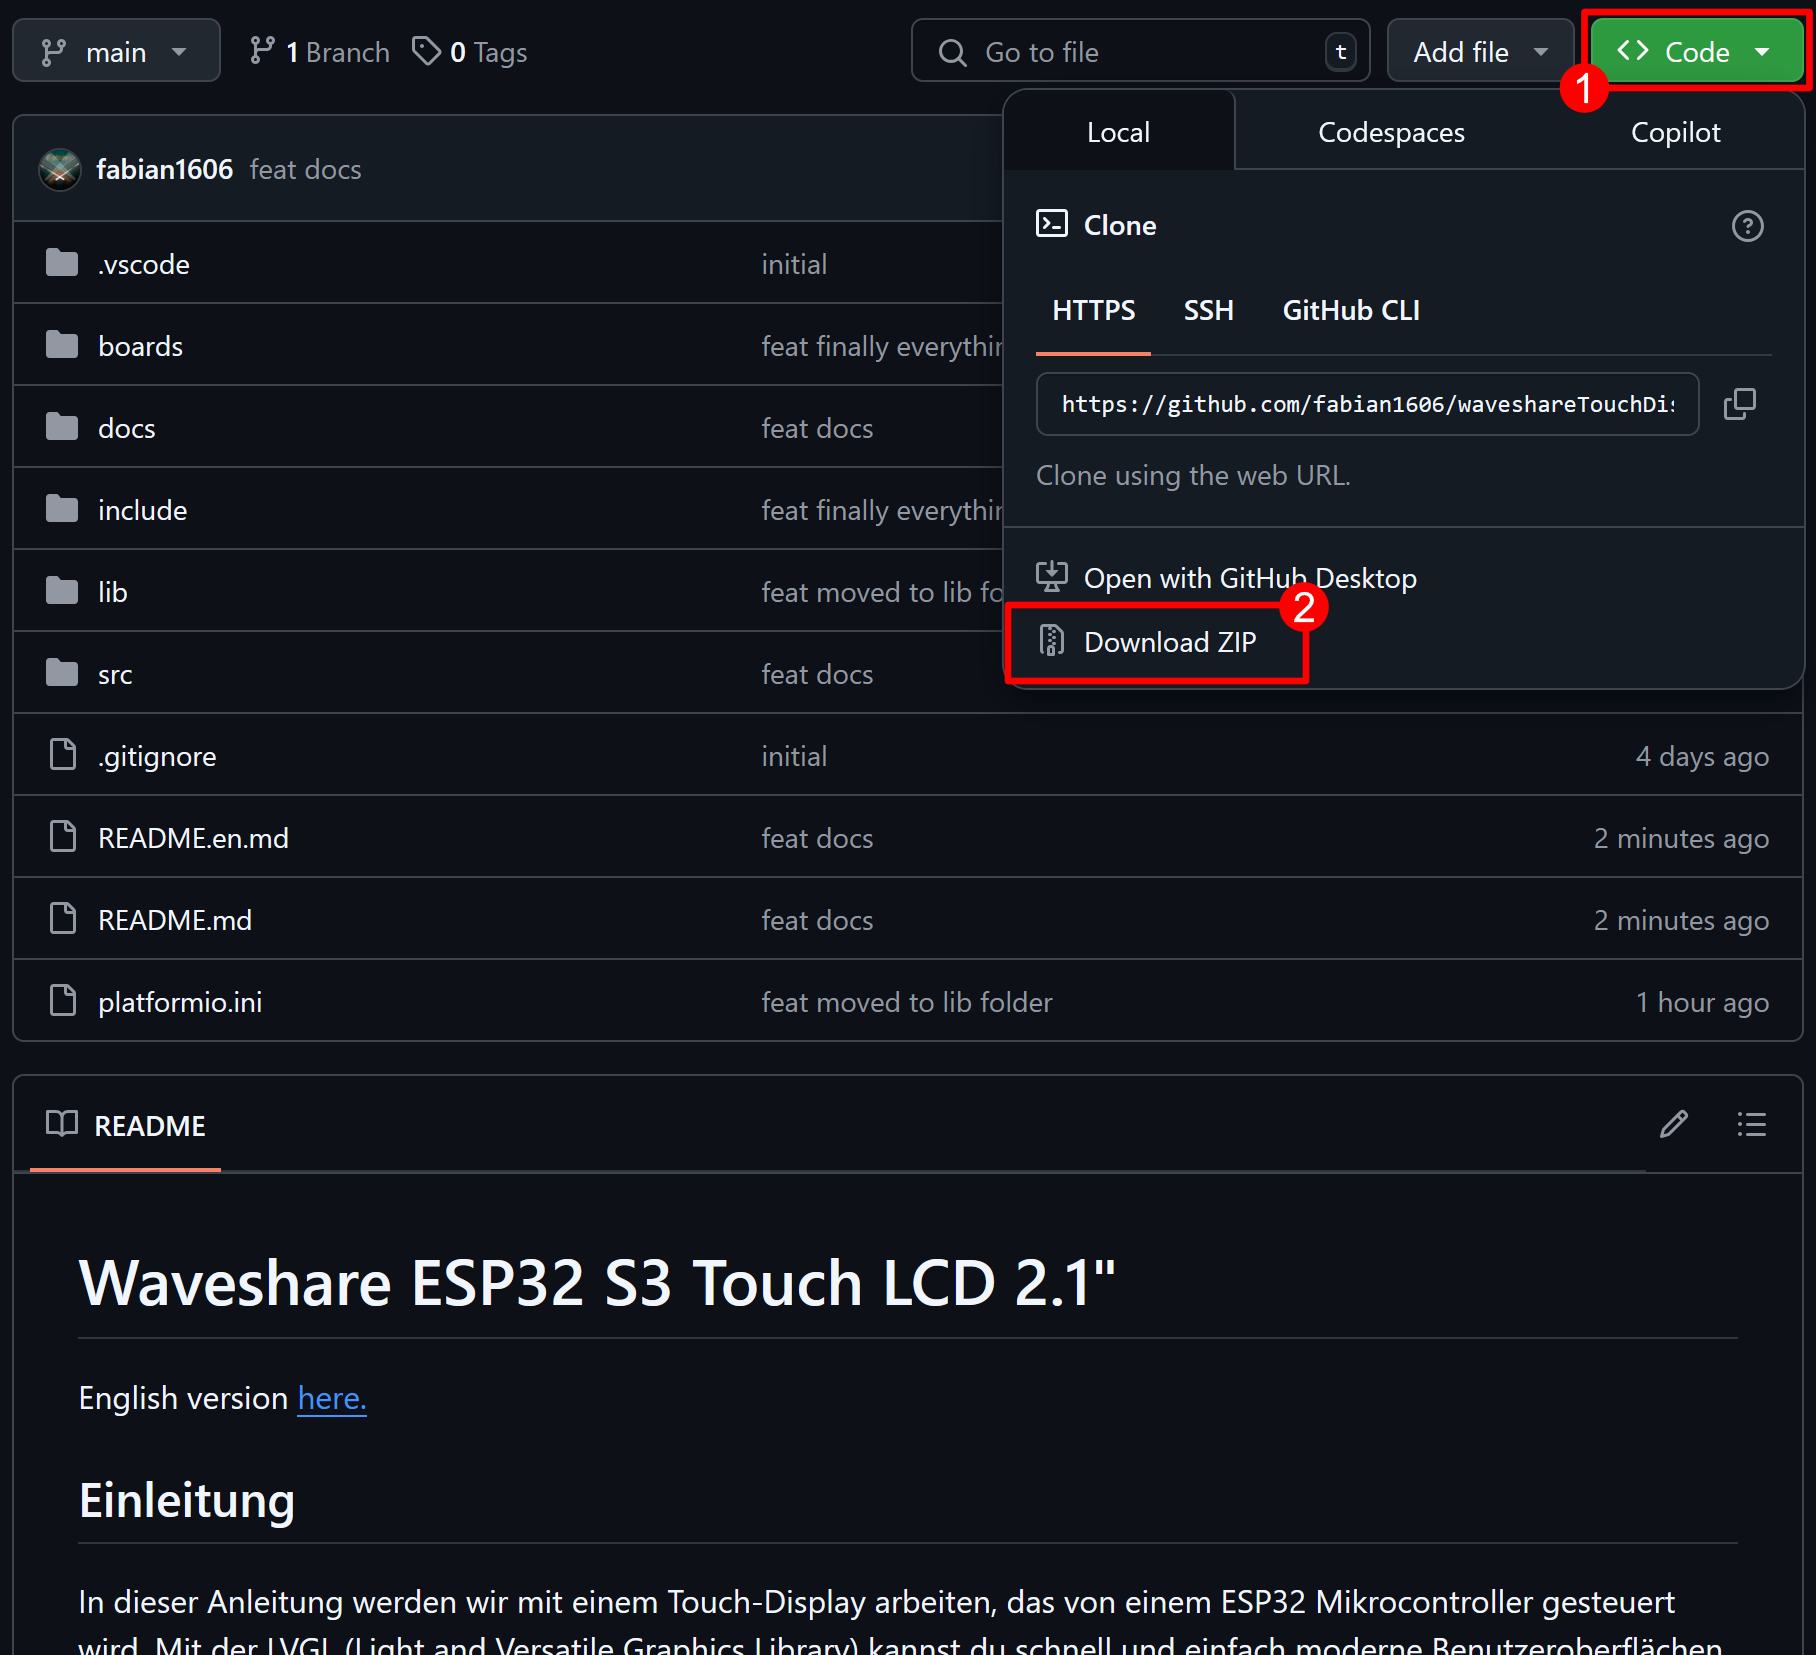 main
1 Branch
0 Tags
Go to file
t
Add file
Code
1
Local
Codespaces
Copilot
fabian1606 feat docs
Clone
.vscode initial
HTTPS SSH GitHub CLI
boards feat finally everythin
https://github.com/fabian1606/waveshareTouchDis
docs feat docs
Clone using the web URL.
include feat finally everythin
Open with GitHub Desktop
lib feat moved to lib fo
2
Download ZIP
src feat docs
.gitignore initial 4 days ago
README.en.md feat docs 2 minutes ago
README.md feat docs 2 minutes ago
platformio.ini feat moved to lib folder 1 hour ago
README
Waveshare ESP32 S3 Touch LCD 2.1"
English version here.
Einleitung
In dieser Anleitung werden wir mit einem Touch-Display arbeiten, das von einem ESP32 Mikrocontroller gesteuert
wird. Mit der LVGL (Light and Versatile Graphics Library) kannst du schnell und einfach moderne Benutzeroberflächen